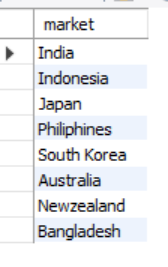 market
India
Indonesia
Japan
Philiphines
South Korea
Australia
Newzealand
Bangladesh